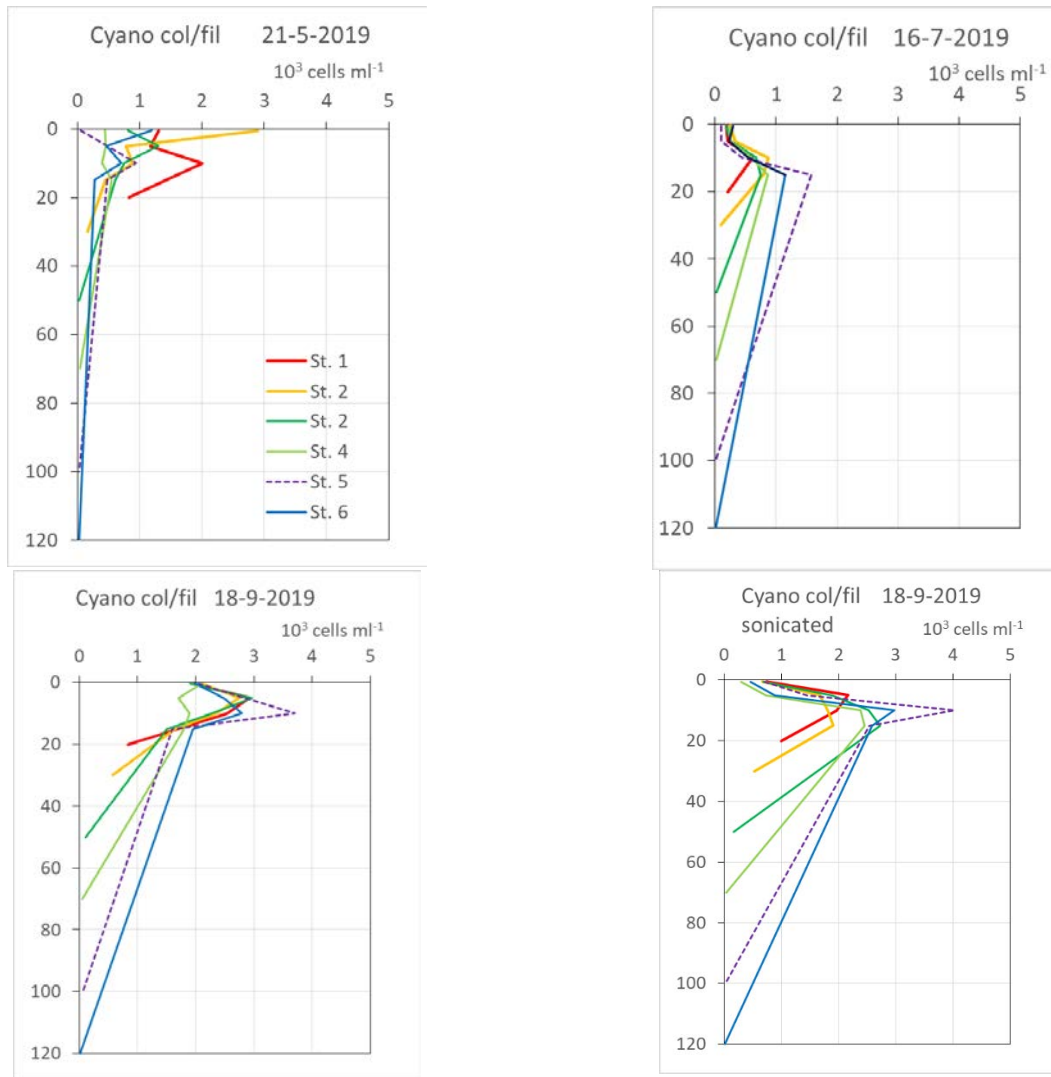 Cyano col/fil 21-5-2019
10³ cells ml⁻¹
0 1 2 3 4 5
0
20
40
60
80
100
120
St. 1
St. 2
St. 2
St. 4
St. 5
St. 6
Cyano col/fil 16-7-2019
10³ cells ml⁻¹
0 1 2 3 4 5
0
20
40
60
80
100
120
Cyano col/fil 18-9-2019
10³ cells ml⁻¹
0 1 2 3 4 5
0
20
40
60
80
100
120
Cyano col/fil 18-9-2019
sonicated 10³ cells ml⁻¹
0 1 2 3 4 5
0
20
40
60
80
100
120